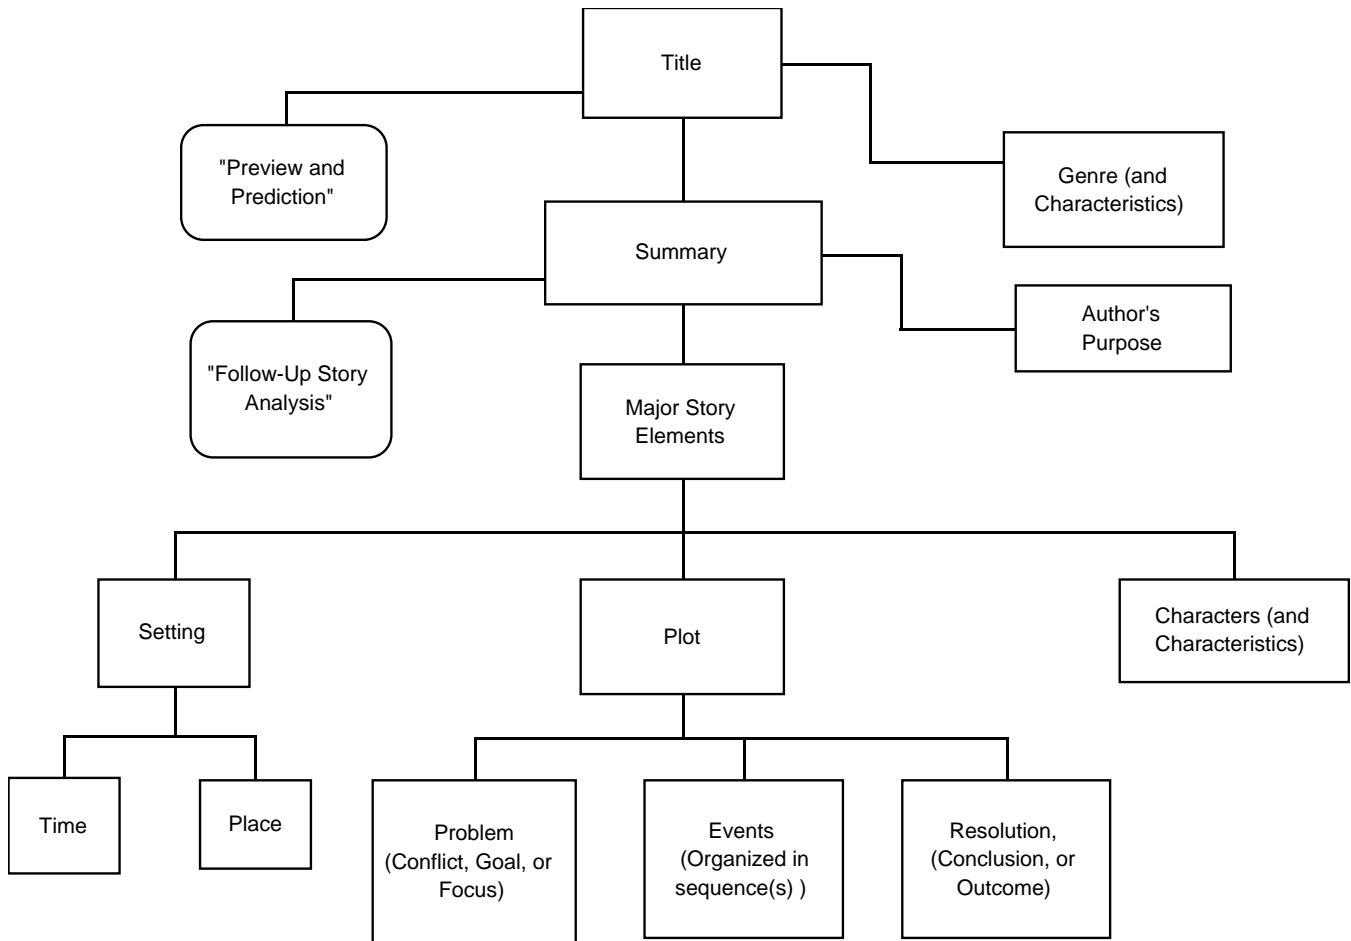 Title
"Preview and
Prediction"
Genre (and
Characteristics)
Summary
Author's
Purpose
"Follow-Up Story
Analysis"
Major Story
Elements
Setting
Plot
Characters (and
Characteristics)
Time
Place
Problem
(Conflict, Goal, or
Focus)
Events
(Organized in
sequence(s) )
Resolution,
(Conclusion, or
Outcome)